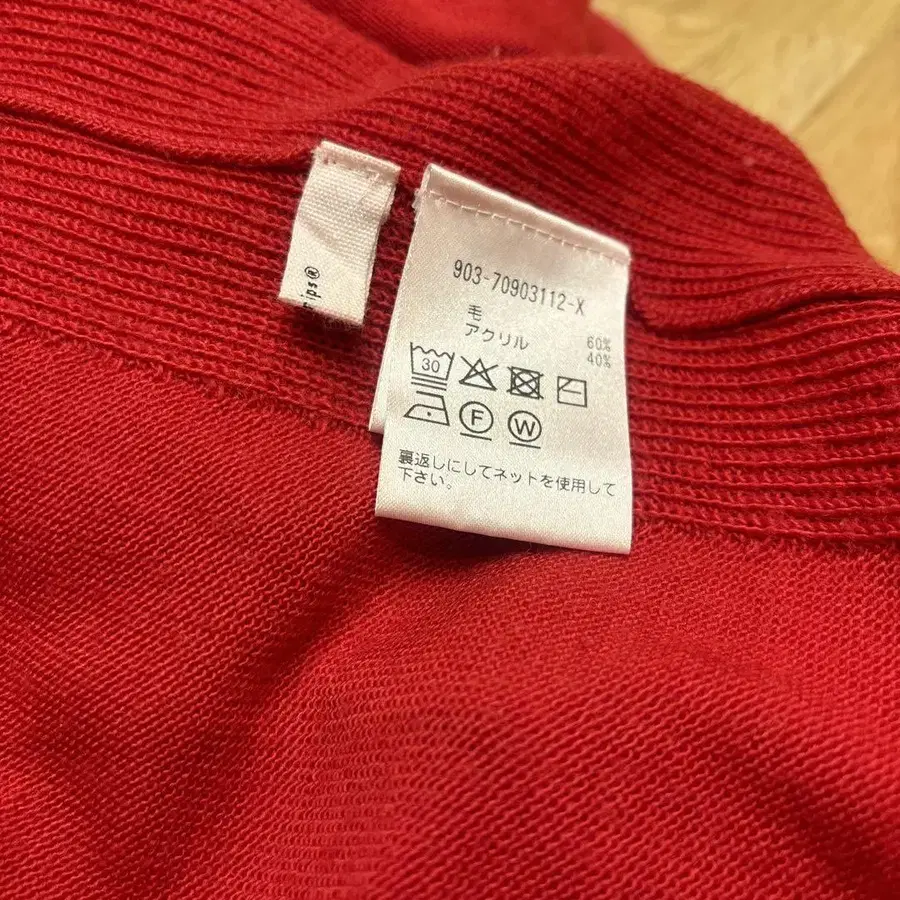 903-70903112-X
毛 60%
アクリル 40%
30
F W
裏返しにしてネットを使用して
下さい。